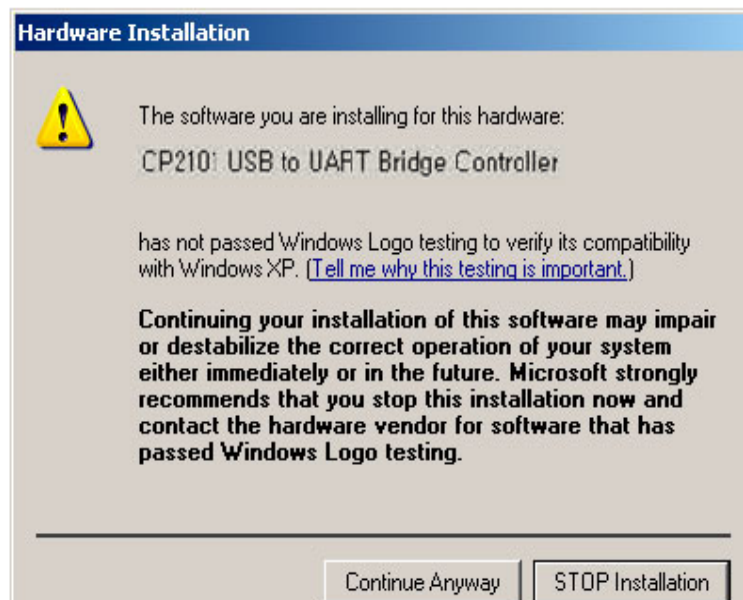 Hardware Installation
The software you are installing for this hardware:
CP2101 USB to UART Bridge Controller
has not passed Windows Logo testing to verify its compatibility
with Windows XP. (Tell me why this testing is important.)
Continuing your installation of this software may impair
or destabilize the correct operation of your system
either immediately or in the future. Microsoft strongly
recommends that you stop this installation now and
contact the hardware vendor for software that has
passed Windows Logo testing.
Continue Anyway
STOP Installation